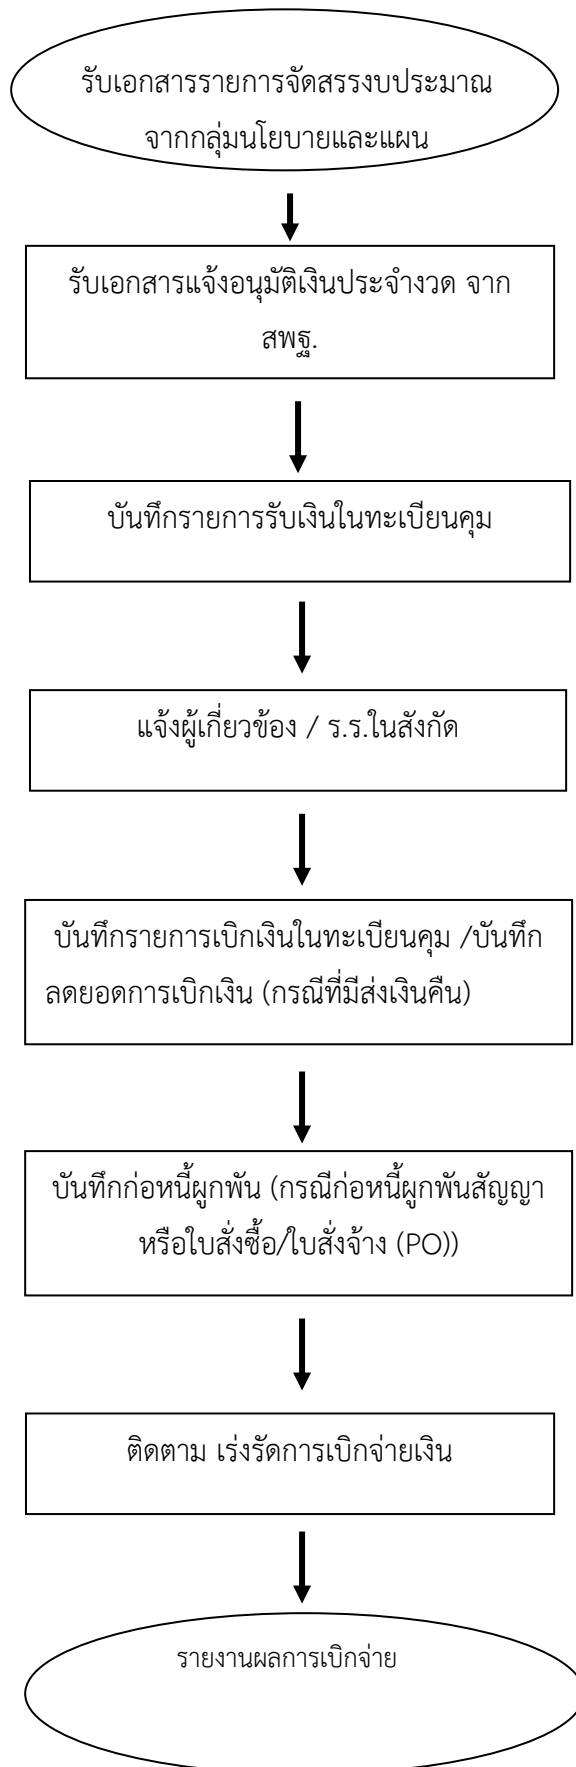 รับเอกสารรายการจัดสรรงบประมาณ
จากกลุ่มนโยบายและแผน
รับเอกสารแจ้งอนุมัติเงินประจำงวด จาก
สพฐ.
บันทึกรายการรับเงินในทะเบียนคุม
แจ้งผู้เกี่ยวข้อง / ร.ร.ในสังกัด
บันทึกรายการเบิกเงินในทะเบียนคุม /บันทึก
ลดยอดการเบิกเงิน (กรณีที่มีส่งเงินคืน)
บันทึกก่อหนี้ผูกพัน (กรณีก่อหนี้ผูกพันสัญญา
หรือใบสั่งซื้อ/ใบสั่งจ้าง (PO))
ติดตาม เร่งรัดการเบิกจ่ายเงิน
รายงานผลการเบิกจ่าย